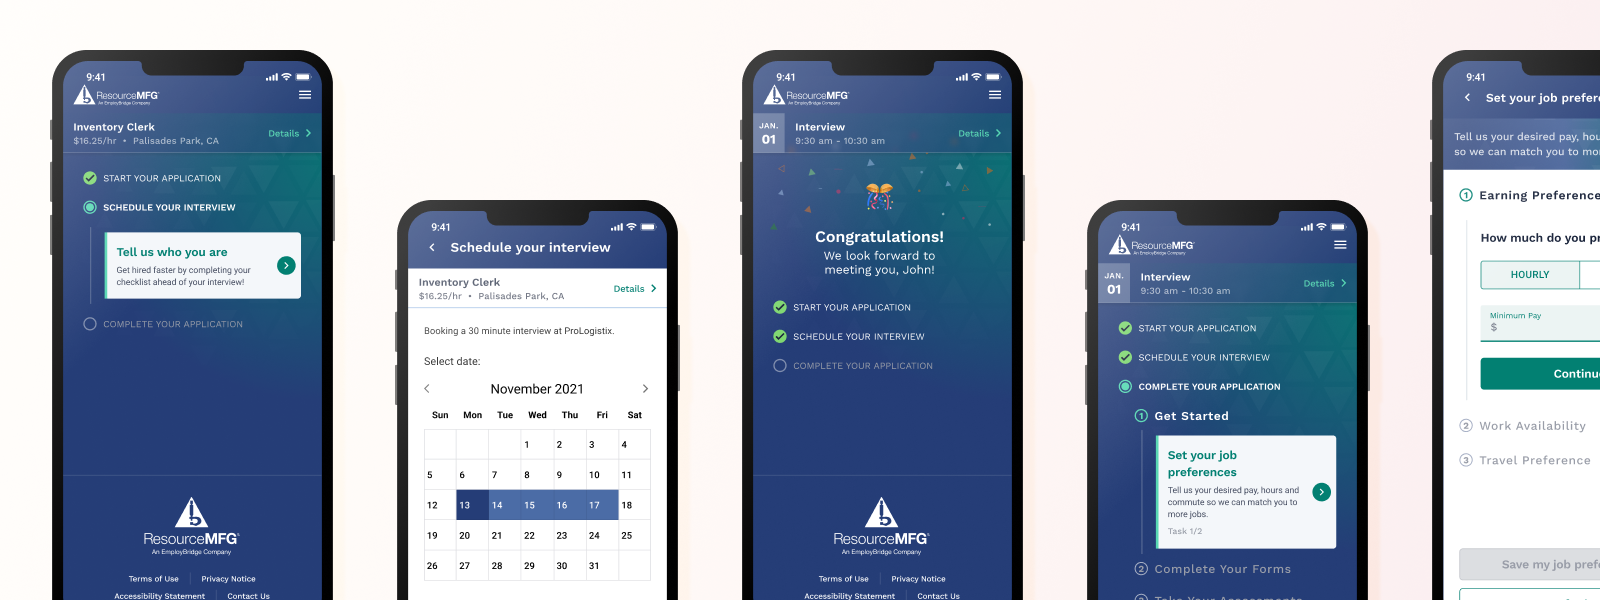 9:41
ResourceMFG
An EmployBridge Company
Inventory Clerk
$16.25/hr • Palisades Park, CA
Details
START YOUR APPLICATION
SCHEDULE YOUR INTERVIEW
Tell us who you are
Get hired faster by completing your
checklist ahead of your interview!
COMPLETE YOUR APPLICATION
ResourceMFG
An EmployBridge Company
Terms of Use | Privacy Notice
Accessibility Statement | Contact Us
9:41
Schedule your interview
Inventory Clerk
$16.25/hr • Palisades Park, CA
Details
Booking a 30 minute interview at ProLogistix.
Select date:
November 2021
Sun Mon Tue Wed Thu Fri Sat
1 2 3 4
5 6 7 8 9 10 11
12 13 14 15 16 17 18
19 20 21 22 23 24 25
26 27 28 29 30 31
9:41
ResourceMFG
An EmployBridge Company
JAN.
01
Interview
9:30 am - 10:30 am
Details
Congratulations!
We look forward to
meeting you, John!
START YOUR APPLICATION
SCHEDULE YOUR INTERVIEW
COMPLETE YOUR APPLICATION
ResourceMFG
An EmployBridge Company
Terms of Use | Privacy Notice
Accessibility Statement | Contact Us
9:41
ResourceMFG
An EmployBridge Company
JAN.
01
Interview
9:30 am - 10:30 am
Details
START YOUR APPLICATION
SCHEDULE YOUR INTERVIEW
COMPLETE YOUR APPLICATION
1 Get Started
Set your job
preferences
Tell us your desired pay, hours and
commute so we can match you to
more jobs.
Task 1/2
2 Complete Your Forms
3 Take Your Assessments
9:41
Set your job prefer
Tell us your desired pay, hou
so we can match you to mo
1 Earning Preference
How much do you pr
HOURLY
Minimum Pay
$
Continu
2 Work Availability
3 Travel Preference
Save my job prefe